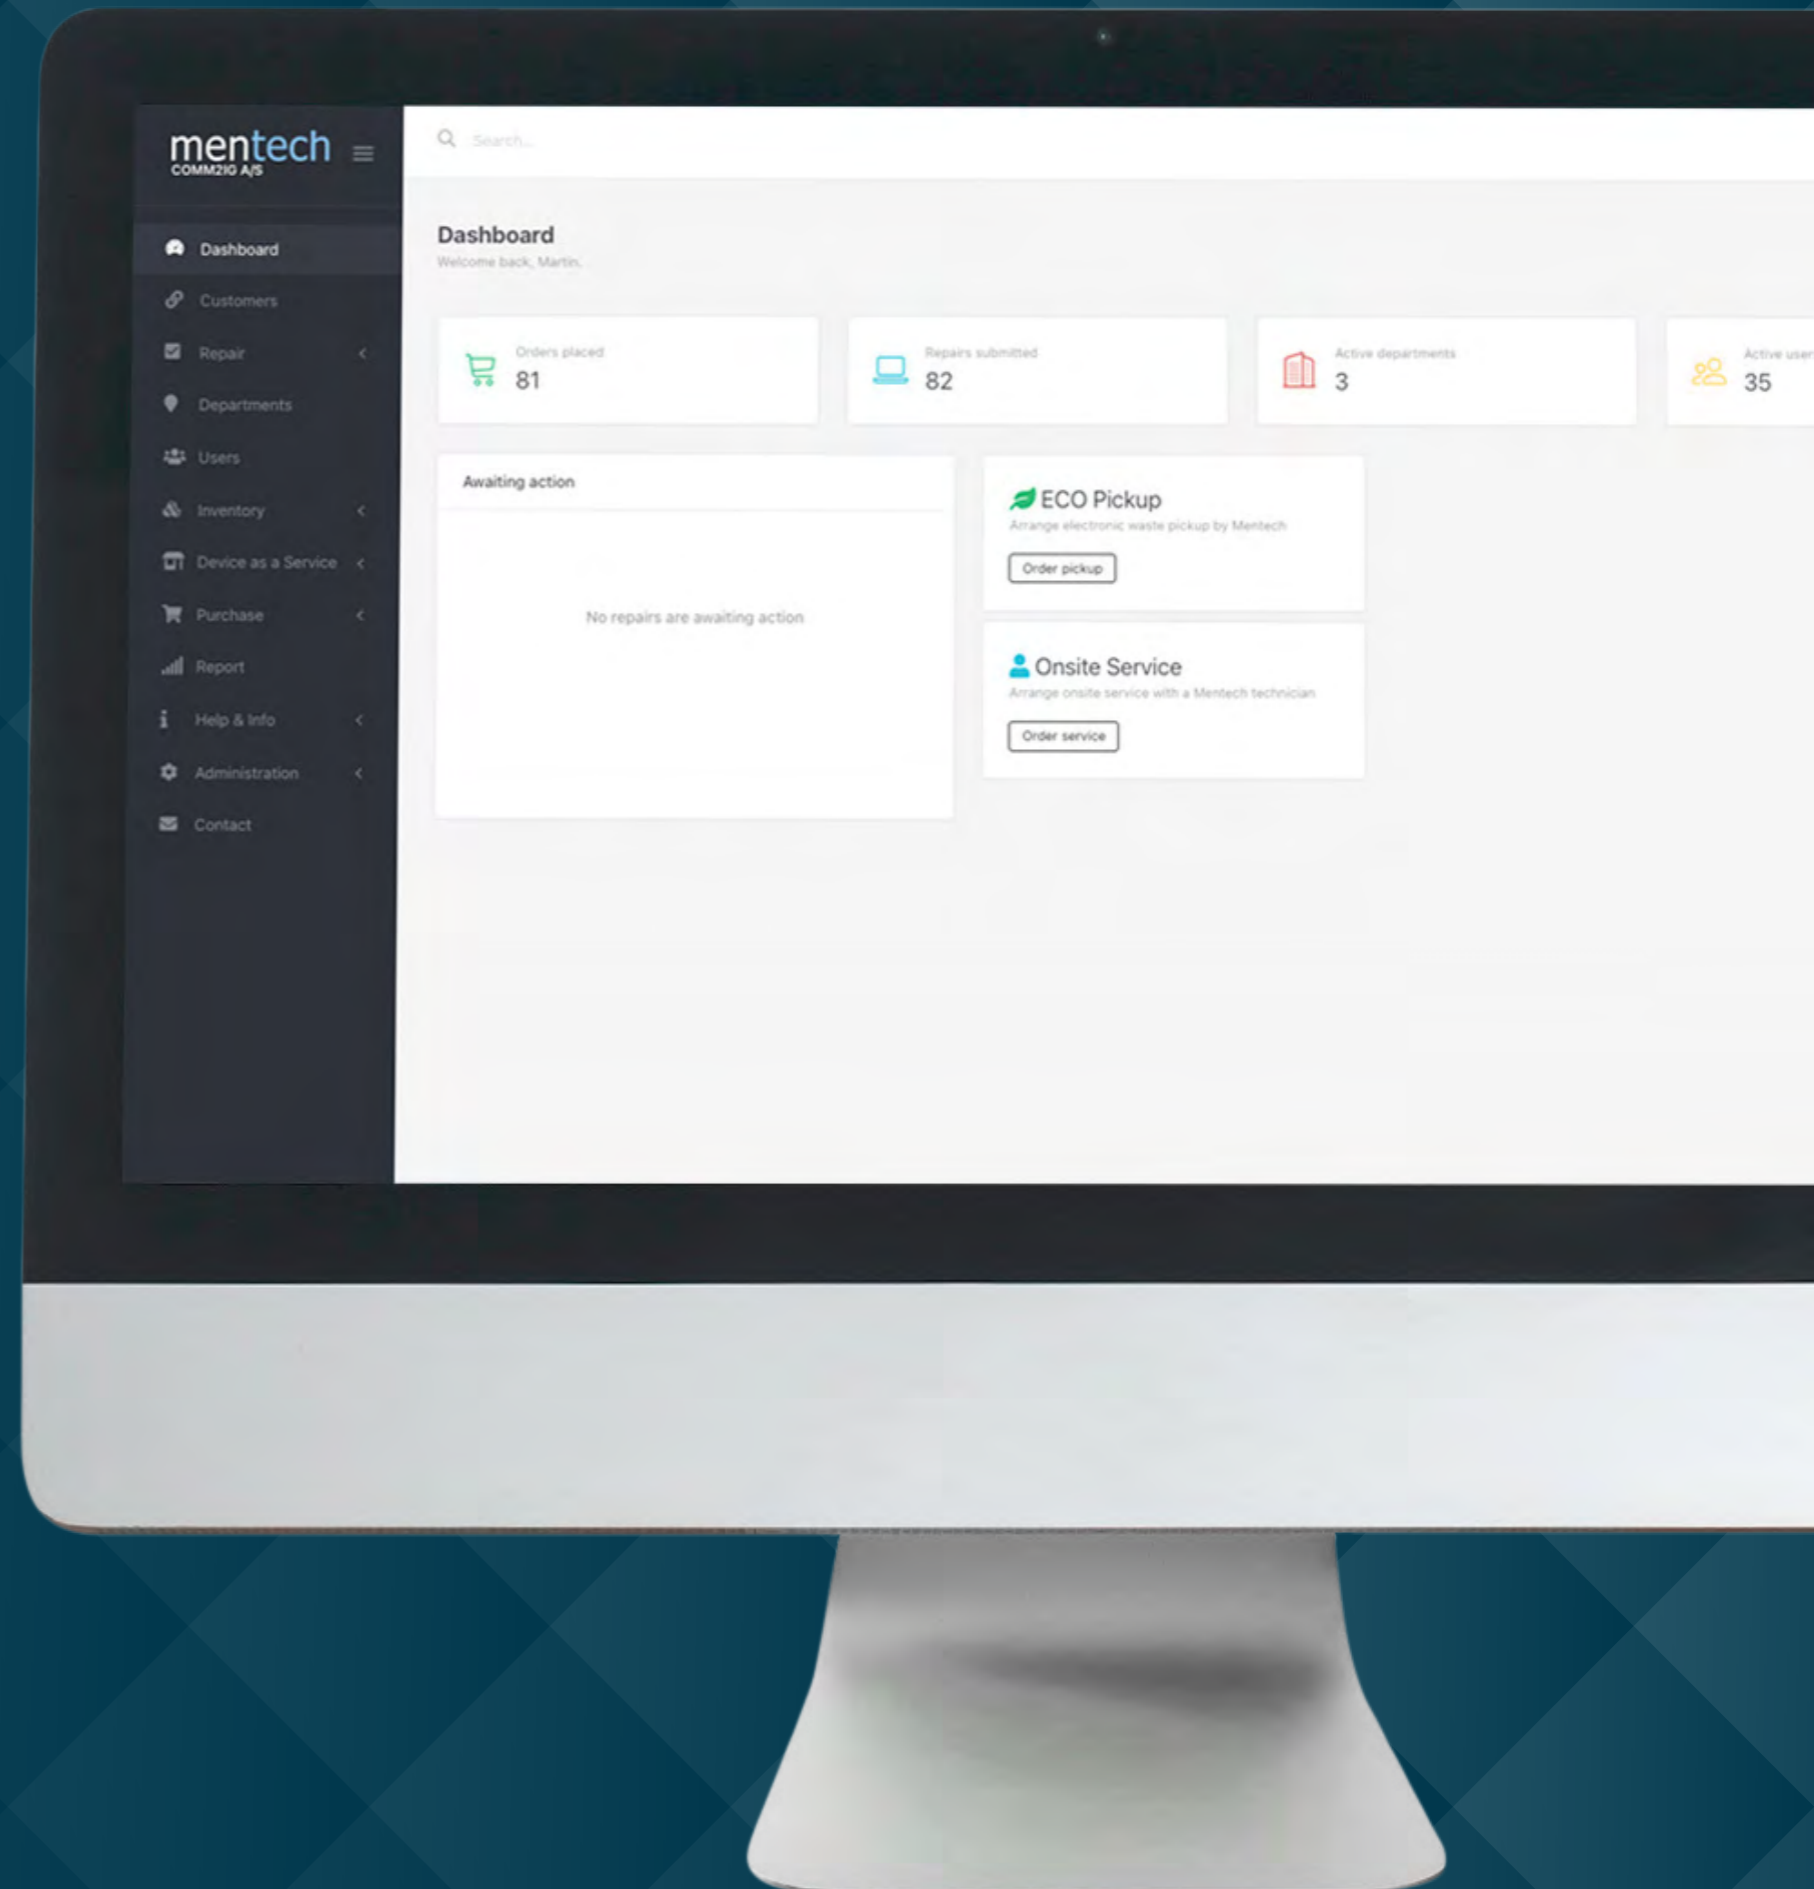 mentech
COMM2IG A/S
Search...
Dashboard
Customers
Repair
Departments
Users
Inventory
Device as a Service
Purchase
Report
Help & Info
Administration
Contact
Dashboard
Welcome back, Martin.
Orders placed
81
Repairs submitted
82
Active departments
3
Active user
35
Awaiting action
No repairs are awaiting action
ECO Pickup
Arrange electronic waste pickup by Mentech
Order pickup
Onsite Service
Arrange onsite service with a Mentech technician
Order service